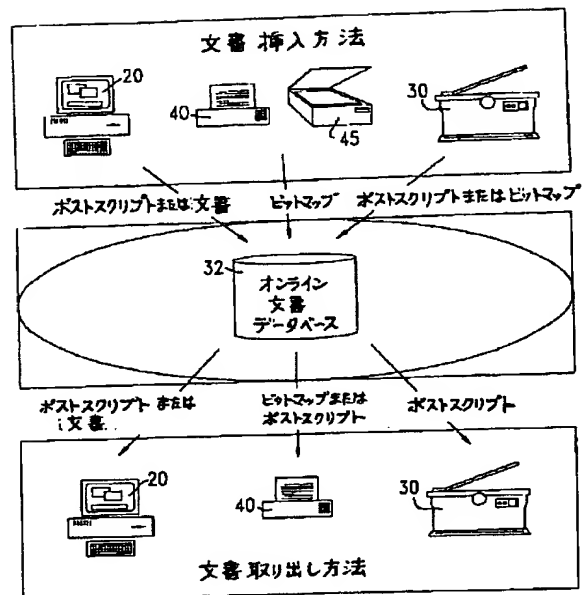 文書挿入方法
20
40
45
30
ポストスクリプトまたは文書
ビットマップ
ポストスクリプトまたはビットマップ
32
オンライン
文書
データベース
ポストスクリプト または
文書
ビットマップまたは
ポストスクリプト
ポストスクリプト
20
40
30
文書取り出し方法